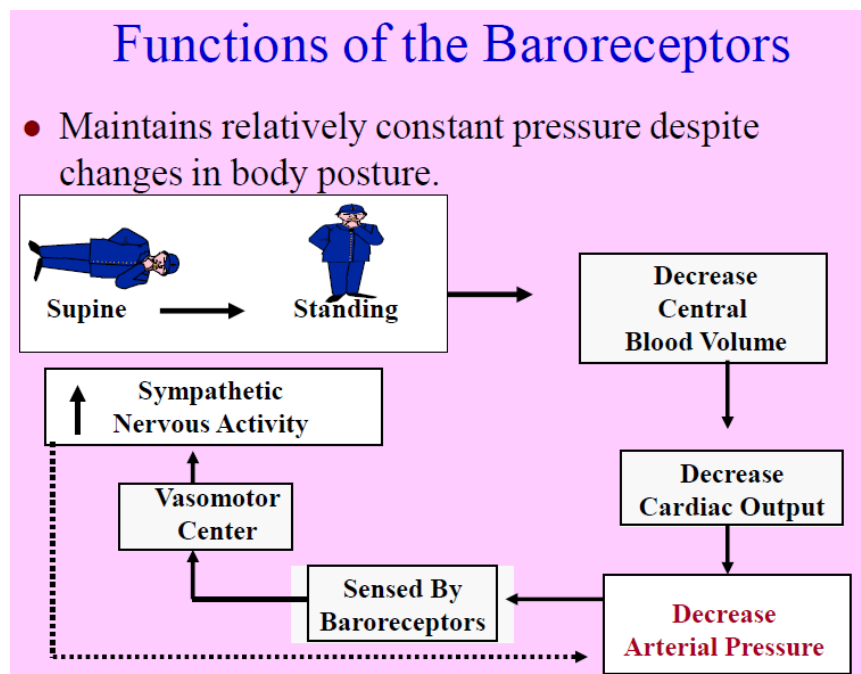 Functions of the Baroreceptors
● Maintains relatively constant pressure despite
changes in body posture.
Supine
Standing
Decrease
Central
Blood Volume
Sympathetic
Nervous Activity
Decrease
Cardiac Output
Vasomotor
Center
Sensed By
Baroreceptors
Decrease
Arterial Pressure